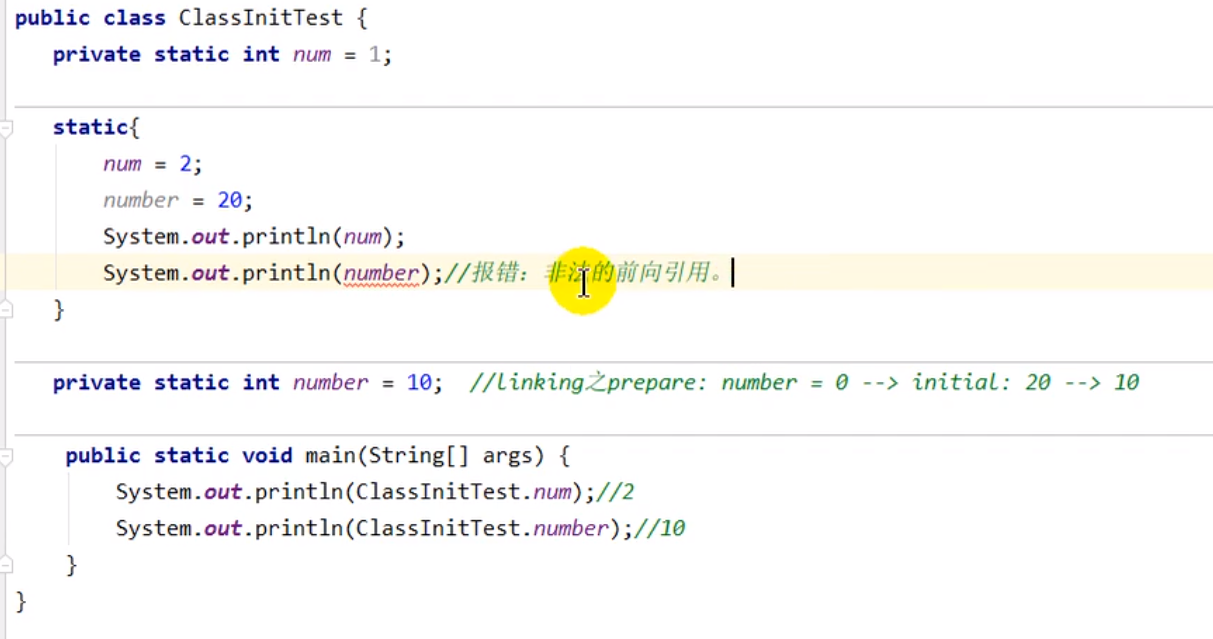 public class ClassInitTest {
private static int num = 1;
static{
num = 2;
number = 20;
System.out.println(num);
System.out.println(number);//报错：非法的前向引用。
}
private static int number = 10;  //linking之prepare: number = 0 --> initial: 20 --> 10
public static void main(String[] args) {
System.out.println(ClassInitTest.num);//2
System.out.println(ClassInitTest.number);//10
}
}